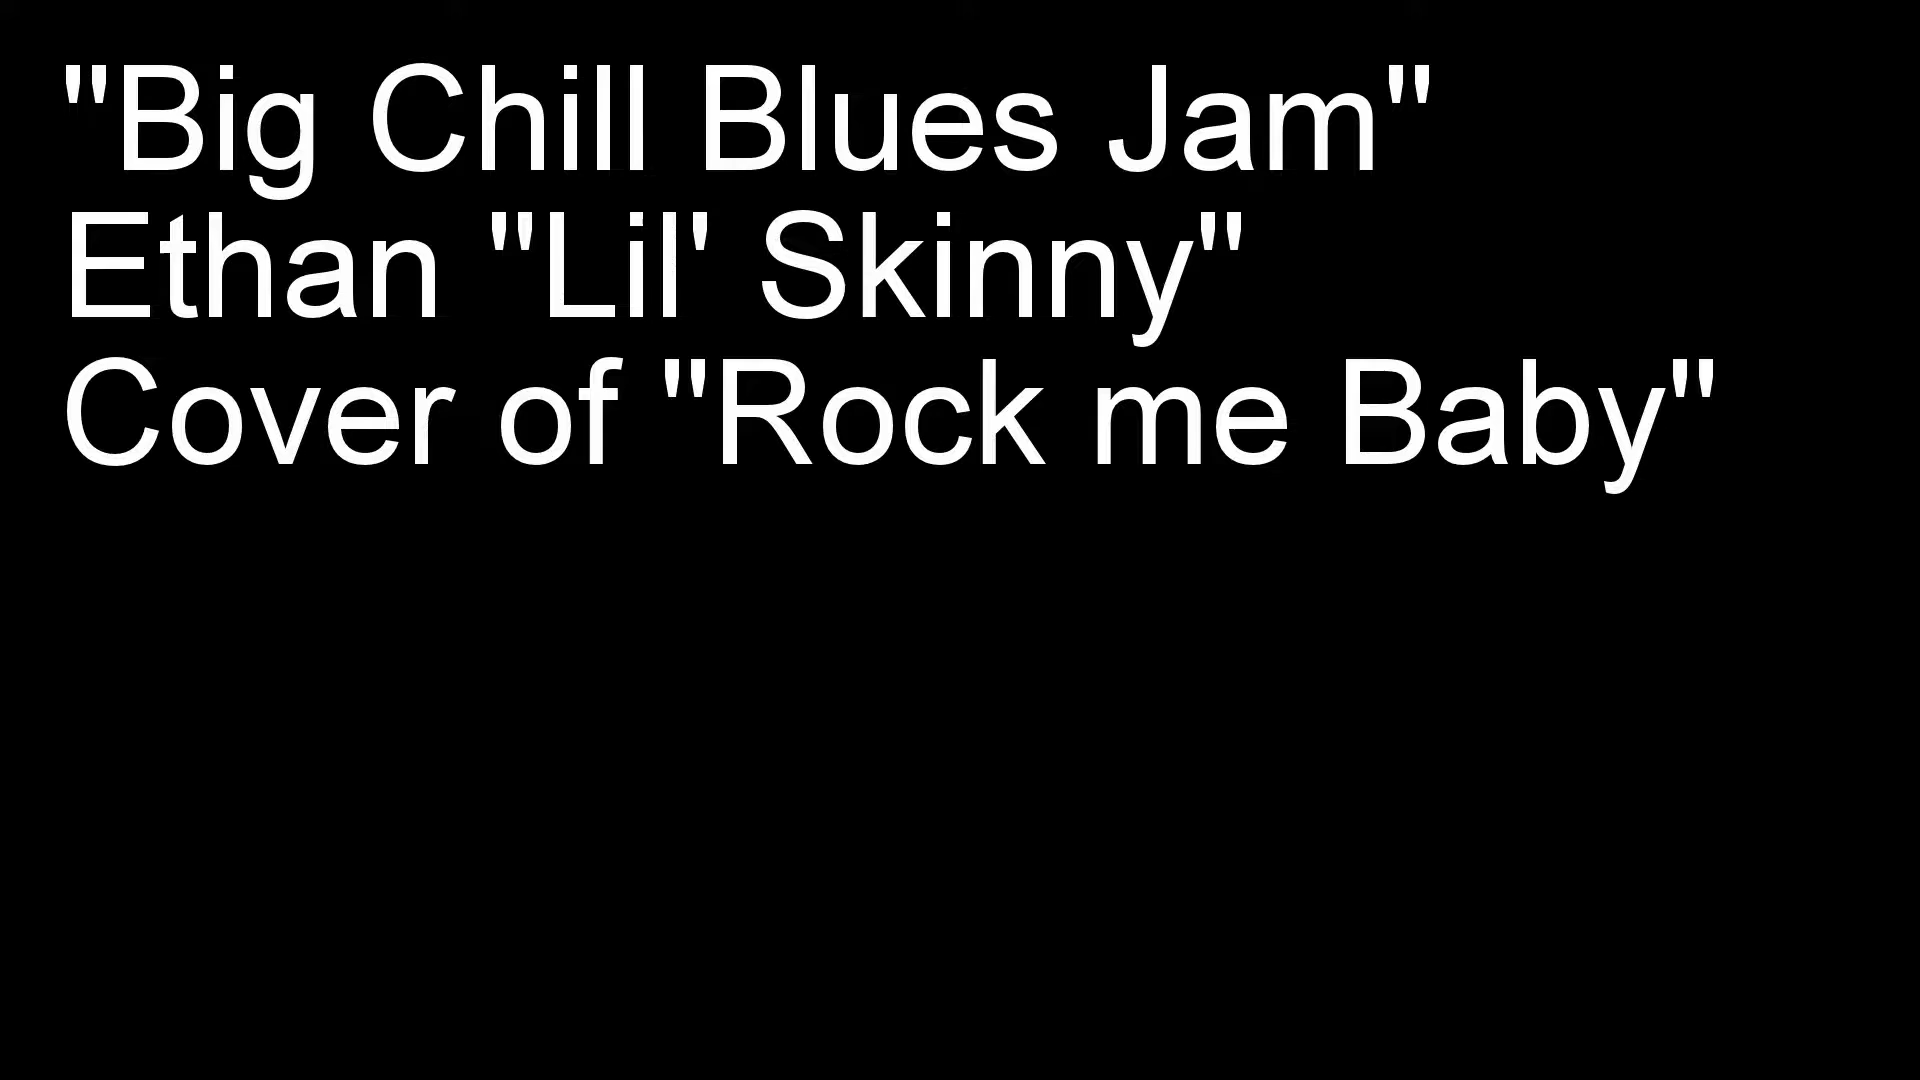 "Big Chill Blues Jam"
Ethan "Lil' Skinny"
Cover of "Rock me Baby"